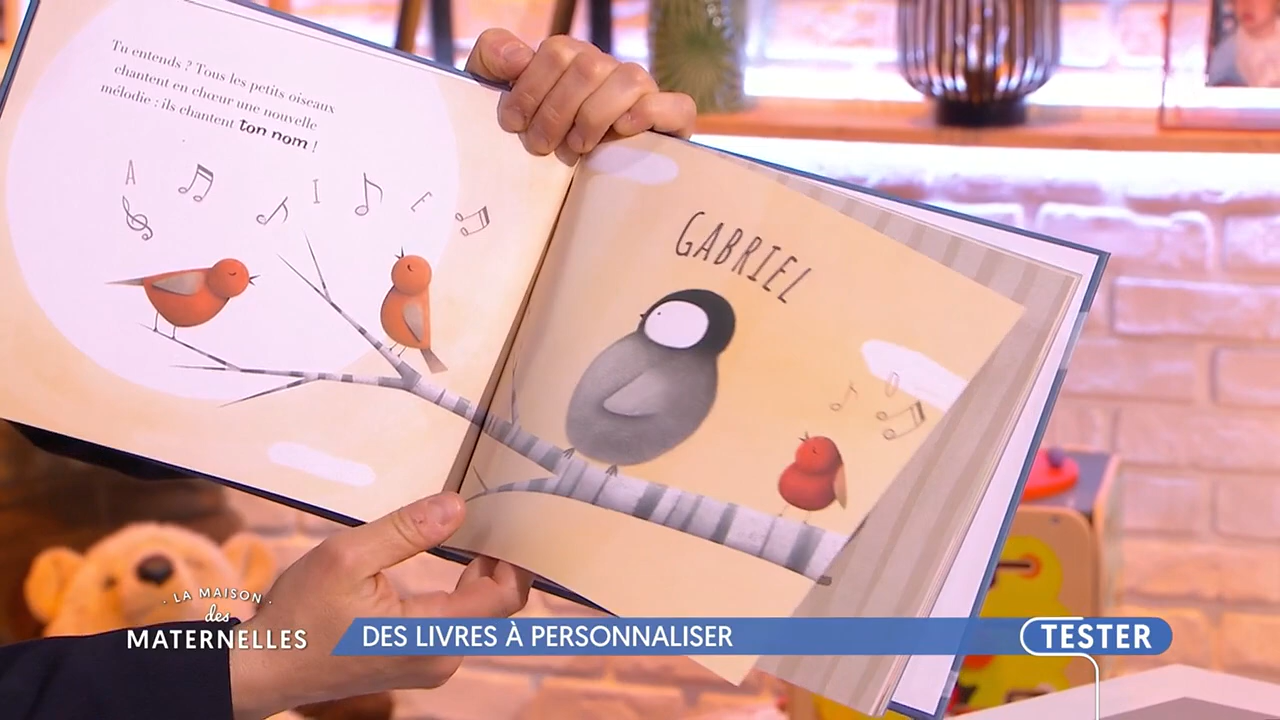 Tu entends ? Tous les petits oiseaux
chantent en chœur une nouvelle
mélodie : ils chantent ton nom !
A I E
GABRIEL
O
· LA MAISON ·
des
MATERNELLES
DES LIVRES À PERSONNALISER
TESTER